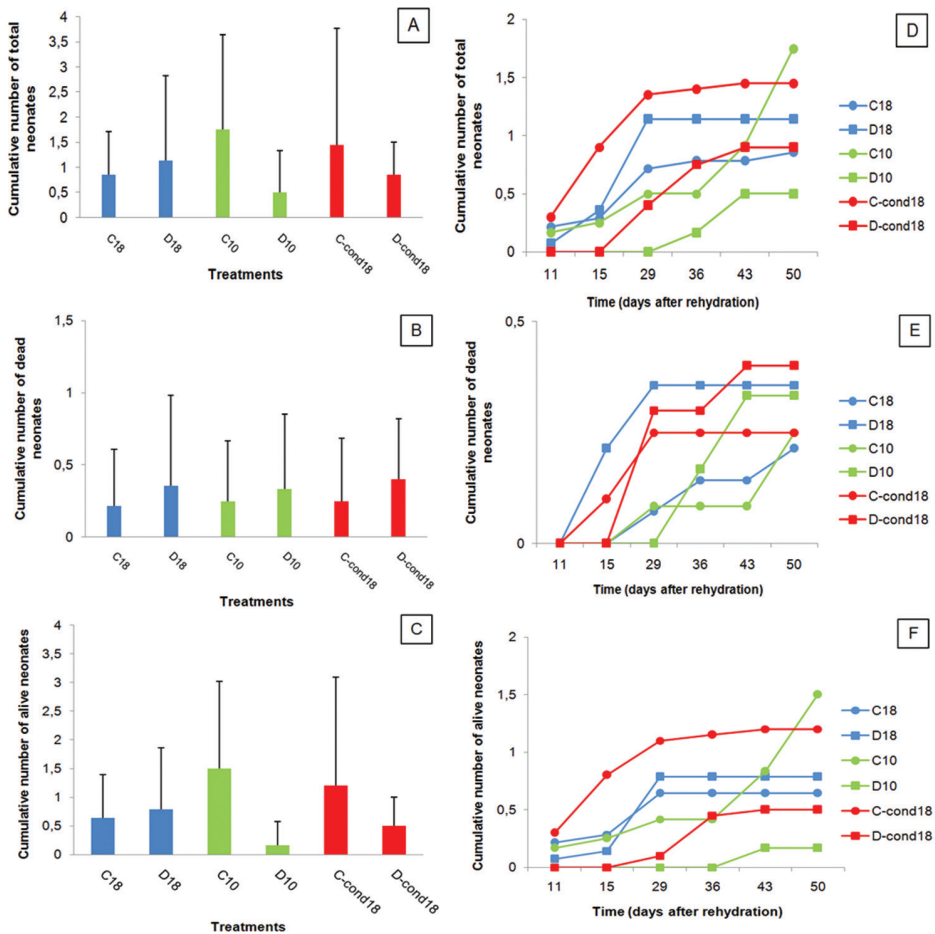 A
Cumulative number of total
neonates
4
3,5
3
2,5
2
1,5
1
0,5
0
C18
D18
C10
D10
C-cond18
D-cond18
Treatments
D
Cumulative number of total
neonates
2
1,5
1
0,5
0
11
15
29
36
43
50
Time (days after rehydration)
C18
D18
C10
D10
C-cond18
D-cond18
B
Cumulative number of dead
neonates
1,5
1
0,5
0
C18
D18
C10
D10
C-cond18
D-cond18
Treatments
E
Cumulative number of dead
neonates
0,5
0
11
15
29
36
43
50
Time (days after rehydration)
C18
D18
C10
D10
C-cond18
D-cond18
C
Cumulative number of alive neonates
4
3,5
3
2,5
2
1,5
1
0,5
0
C18
D18
C10
D10
C-cond18
D-cond18
Treatments
F
Cumulative number of alive neonates
2
1,5
1
0,5
0
11
15
29
36
43
50
Time (days after rehydration)
C18
D18
C10
D10
C-cond18
D-cond18